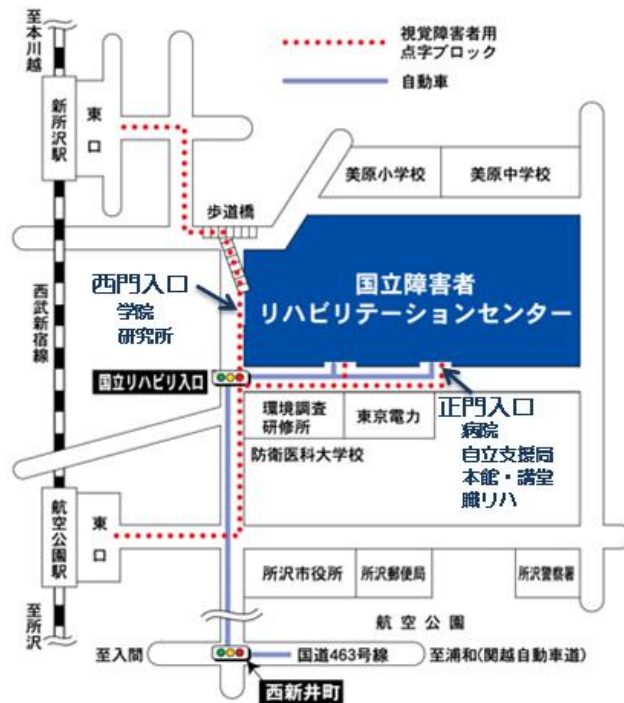 至本川越
視覚障害者用
点字ブロック
自動車
新所沢駅
東口
美原小学校
美原中学校
歩道橋
西武新宿線
西門入口
学院
研究所
国立障害者
リハビリテーションセンター
国立リハビリ入口
環境調査
研修所
東京電力
正門入口
病院
自立支援局
本館・講堂
職リハ
防衛医科大学校
航空公園駅
東口
所沢市役所
所沢郵便局
所沢警察署
至所沢
航空公園
至入間
国道463号線
至浦和(関越自動車道)
西新井町